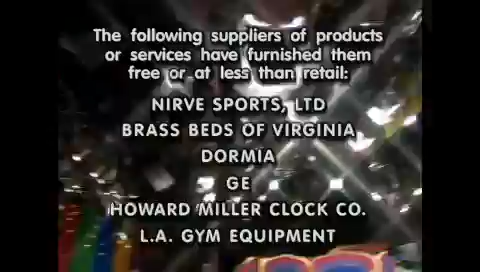 The following suppliers of products
or services have furnished them
free or at less than retail:
NIRVE SPORTS, LTD
BRASS BEDS OF VIRGINIA
DORMIA
GE
HOWARD MILLER CLOCK CO.
L.A. GYM EQUIPMENT